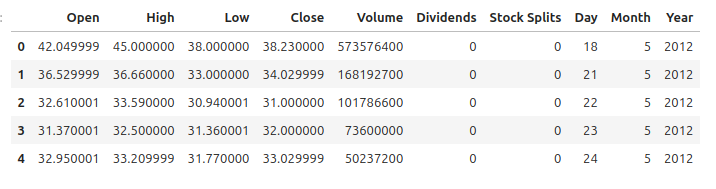 :
Open High Low Close Volume Dividends Stock Splits Day Month Year
0 42.049999 45.000000 38.000000 38.230000 573576400 0 0 18 5 2012
1 36.529999 36.660000 33.000000 34.029999 168192700 0 0 21 5 2012
2 32.610001 33.590000 30.940001 31.000000 101786600 0 0 22 5 2012
3 31.370001 32.500000 31.360001 32.000000 73600000 0 0 23 5 2012
4 32.950001 33.209999 31.770000 33.029999 50237200 0 0 24 5 2012